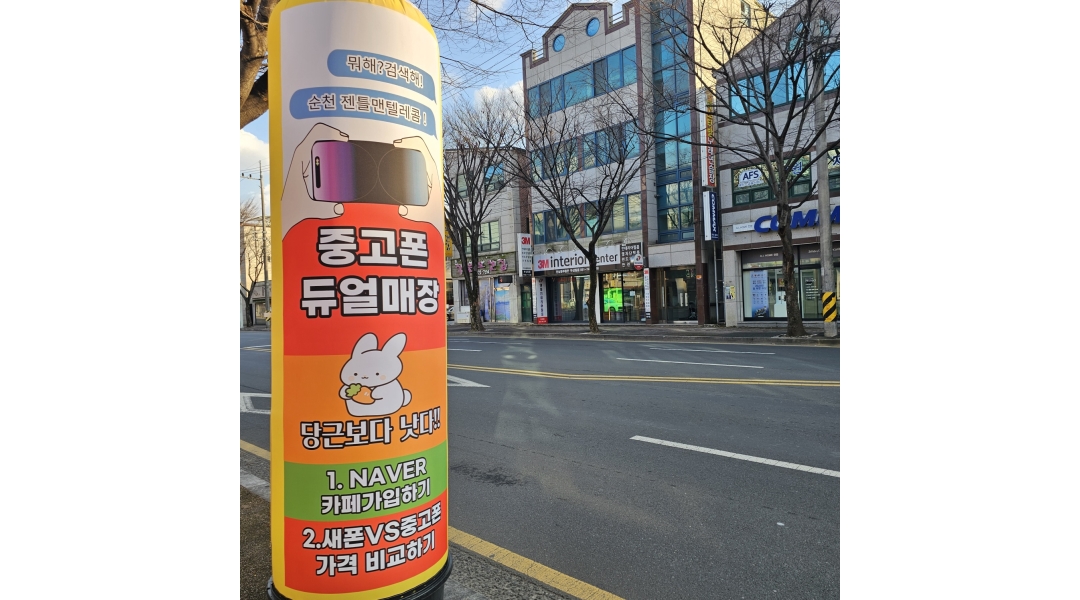 뭐해?검색해!
순천 젠틀맨텔레콤!
중고폰
듀얼매장
당근보다 낫다!!
1. NAVER
카페가입하기
2.새폰VS중고폰
가격 비교하기
3M
3M interior center
AFS
COMM